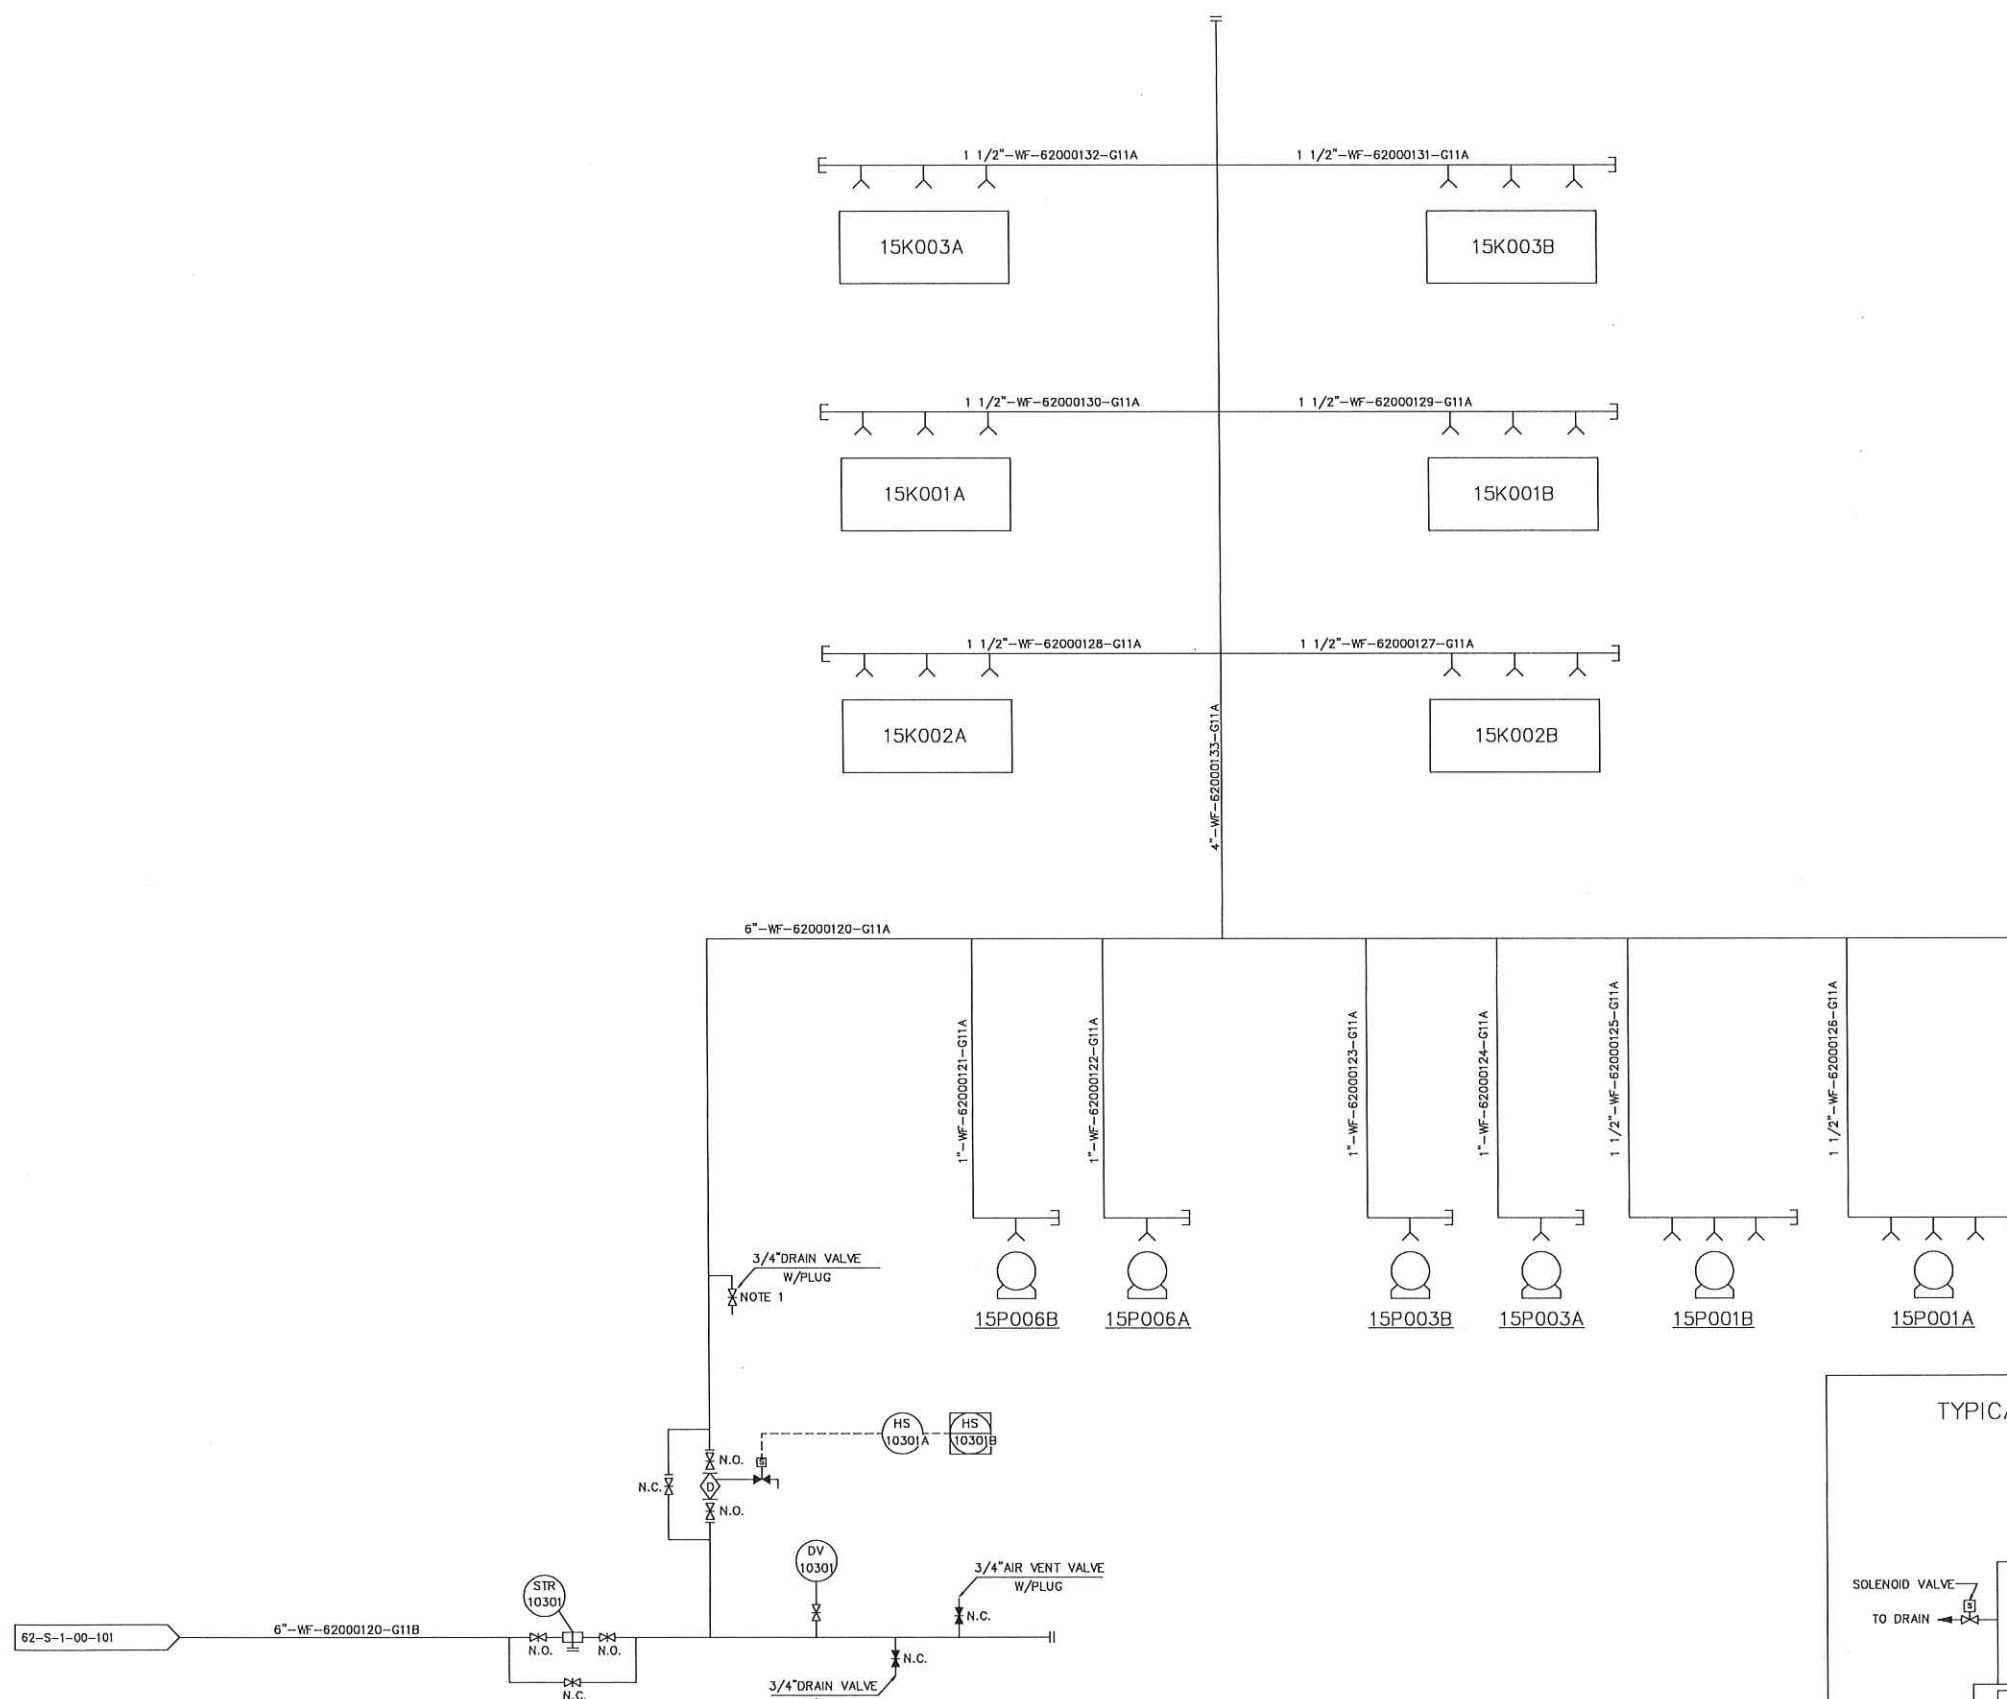 1 1/2"-WF-62000132-G11A
1 1/2"-WF-62000131-G11A
15K003A
15K003B
1 1/2"-WF-62000130-G11A
1 1/2"-WF-62000129-G11A
15K001A
15K001B
1 1/2"-WF-62000128-G11A
1 1/2"-WF-62000127-G11A
15K002A
15K002B
4"-WF-62000133-G11A
6"-WF-62000120-G11A
1"-WF-62000121-G11A
1"-WF-62000122-G11A
1"-WF-62000123-G11A
1"-WF-62000124-G11A
1 1/2"-WF-62000125-G11A
1 1/2"-WF-62000126-G11A
3/4"DRAIN VALVE
W/PLUG
NOTE 1
15P006B
15P006A
15P003B
15P003A
15P001B
15P001A
HS
10301A
HS
10301B
N.O.
S
N.C.
D
N.O.
DV
10301
3/4"AIR VENT VALVE
W/PLUG
N.C.
STR
10301
62-S-1-00-101
6"-WF-62000120-G11B
N.O.
N.O.
N.C.
N.C.
3/4"DRAIN VALVE
TYPICA
SOLENOID VALVE
S
TO DRAIN